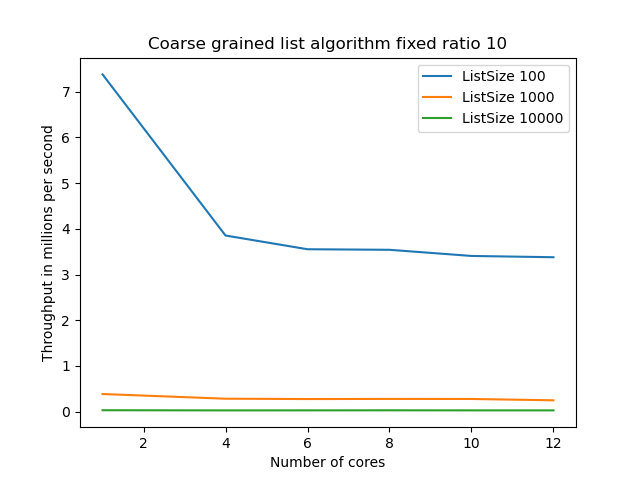 Coarse grained list algorithm fixed ratio 10
ListSize 100
ListSize 1000
ListSize 10000
Throughput in millions per second
7
6
5
4
3
2
1
0
2 4 6 8 10 12
Number of cores